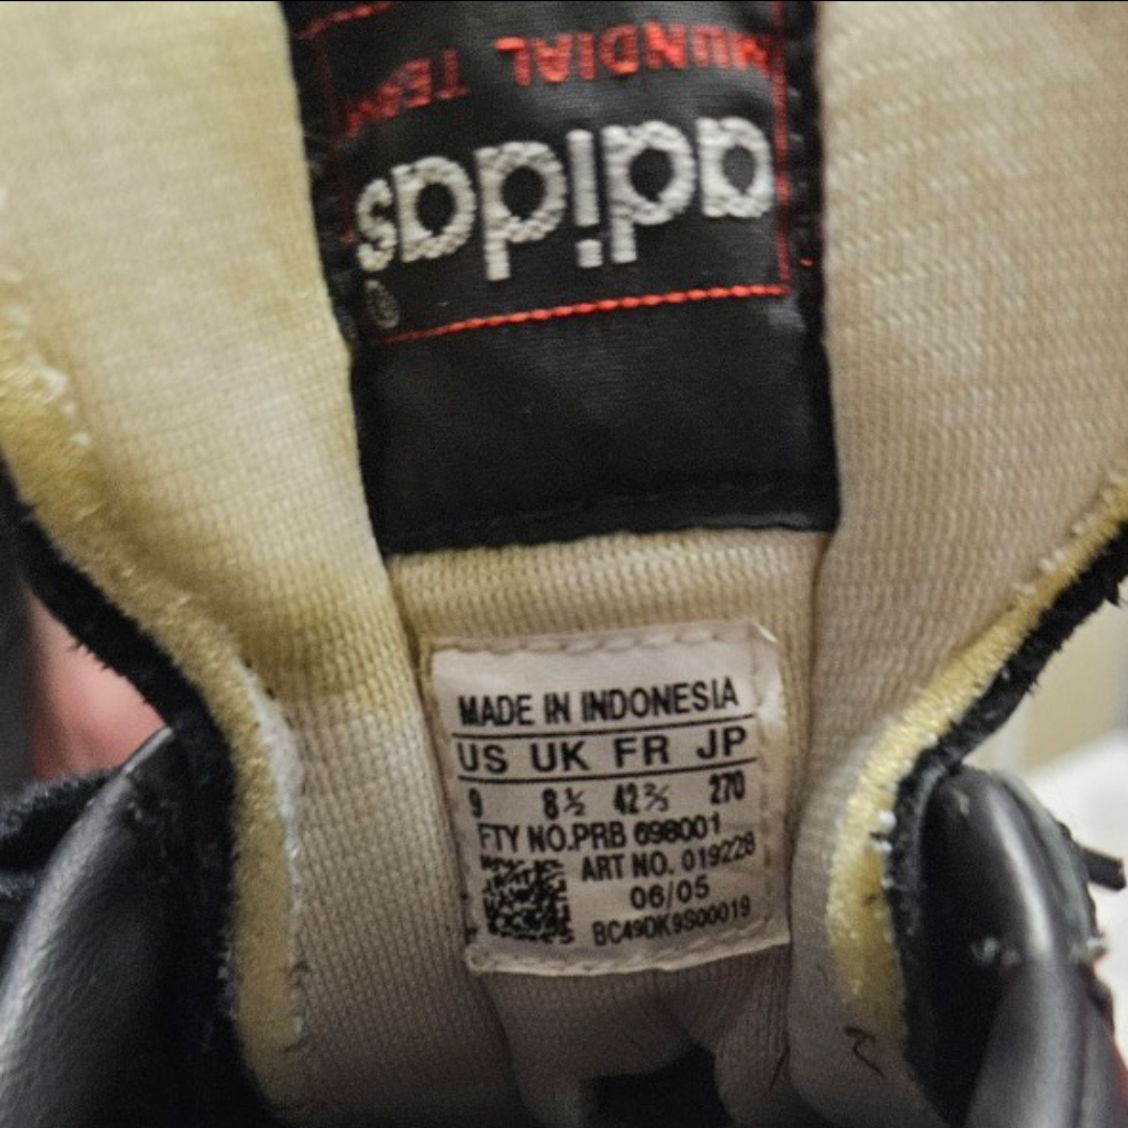 MUNDIAL TEAM
adidas
®
MADE IN INDONESIA
US UK FR JP
9 8½ 42⅔ 270
FTY NO.PRB 698001
ART NO. 019228
06/05
BC49DK9S00019